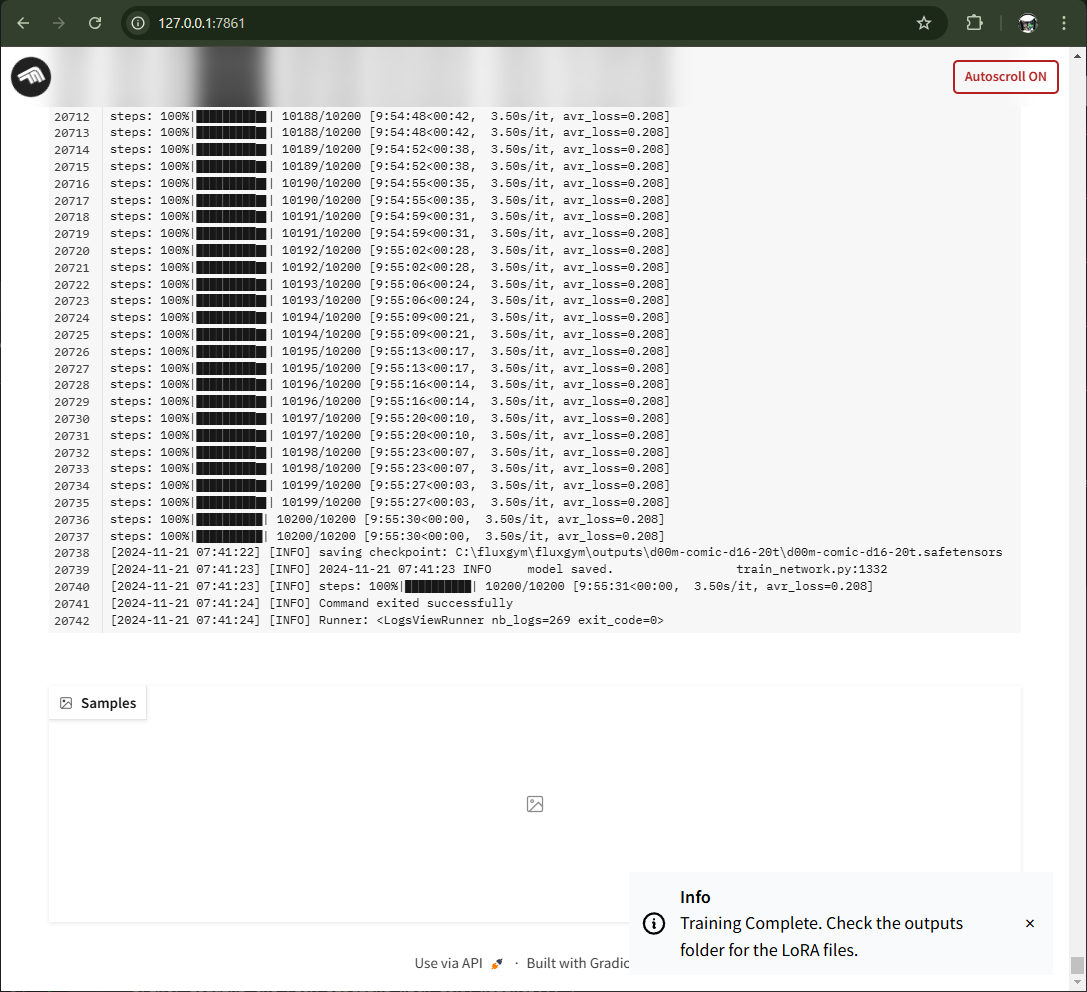 127.0.0.1:7861
Autoscroll ON
20712 steps: 100%|██████████| 10188/10200 [9:54:48<00:42, 3.50s/it, avr_loss=0.208]
20713 steps: 100%|██████████| 10188/10200 [9:54:48<00:42, 3.50s/it, avr_loss=0.208]
20714 steps: 100%|██████████| 10189/10200 [9:54:52<00:38, 3.50s/it, avr_loss=0.208]
20715 steps: 100%|██████████| 10189/10200 [9:54:52<00:38, 3.50s/it, avr_loss=0.208]
20716 steps: 100%|██████████| 10190/10200 [9:54:55<00:35, 3.50s/it, avr_loss=0.208]
20717 steps: 100%|██████████| 10190/10200 [9:54:55<00:35, 3.50s/it, avr_loss=0.208]
20718 steps: 100%|██████████| 10191/10200 [9:54:59<00:31, 3.50s/it, avr_loss=0.208]
20719 steps: 100%|██████████| 10191/10200 [9:54:59<00:31, 3.50s/it, avr_loss=0.208]
20720 steps: 100%|██████████| 10192/10200 [9:55:02<00:28, 3.50s/it, avr_loss=0.208]
20721 steps: 100%|██████████| 10192/10200 [9:55:02<00:28, 3.50s/it, avr_loss=0.208]
20722 steps: 100%|██████████| 10193/10200 [9:55:06<00:24, 3.50s/it, avr_loss=0.208]
20723 steps: 100%|██████████| 10193/10200 [9:55:06<00:24, 3.50s/it, avr_loss=0.208]
20724 steps: 100%|██████████| 10194/10200 [9:55:09<00:21, 3.50s/it, avr_loss=0.208]
20725 steps: 100%|██████████| 10194/10200 [9:55:09<00:21, 3.50s/it, avr_loss=0.208]
20726 steps: 100%|██████████| 10195/10200 [9:55:13<00:17, 3.50s/it, avr_loss=0.208]
20727 steps: 100%|██████████| 10195/10200 [9:55:13<00:17, 3.50s/it, avr_loss=0.208]
20728 steps: 100%|██████████| 10196/10200 [9:55:16<00:14, 3.50s/it, avr_loss=0.208]
20729 steps: 100%|██████████| 10196/10200 [9:55:16<00:14, 3.50s/it, avr_loss=0.208]
20730 steps: 100%|██████████| 10197/10200 [9:55:20<00:10, 3.50s/it, avr_loss=0.208]
20731 steps: 100%|██████████| 10197/10200 [9:55:20<00:10, 3.50s/it, avr_loss=0.208]
20732 steps: 100%|██████████| 10198/10200 [9:55:23<00:07, 3.50s/it, avr_loss=0.208]
20733 steps: 100%|██████████| 10198/10200 [9:55:23<00:07, 3.50s/it, avr_loss=0.208]
20734 steps: 100%|██████████| 10199/10200 [9:55:27<00:03, 3.50s/it, avr_loss=0.208]
20735 steps: 100%|██████████| 10199/10200 [9:55:27<00:03, 3.50s/it, avr_loss=0.208]
20736 steps: 100%|██████████| 10200/10200 [9:55:30<00:00, 3.50s/it, avr_loss=0.208]
20737 steps: 100%|██████████| 10200/10200 [9:55:30<00:00, 3.50s/it, avr_loss=0.208]
20738 [2024-11-21 07:41:22] [INFO] saving checkpoint: C:\fluxgym\fluxgym\outputs\d00m-comic-d16-20t\d00m-comic-d16-20t.safetensors
20739 [2024-11-21 07:41:23] [INFO] 2024-11-21 07:41:23 INFO model saved. train_network.py:1332
20740 [2024-11-21 07:41:23] [INFO] steps: 100%|██████████| 10200/10200 [9:55:31<00:00, 3.50s/it, avr_loss=0.208]
20741 [2024-11-21 07:41:24] [INFO] Command exited successfully
20742 [2024-11-21 07:41:24] [INFO] Runner: <LogsViewRunner nb_logs=269 exit_code=0>
Samples
Info
Training Complete. Check the outputs
folder for the LoRA files.
Use via API · Built with Gradio